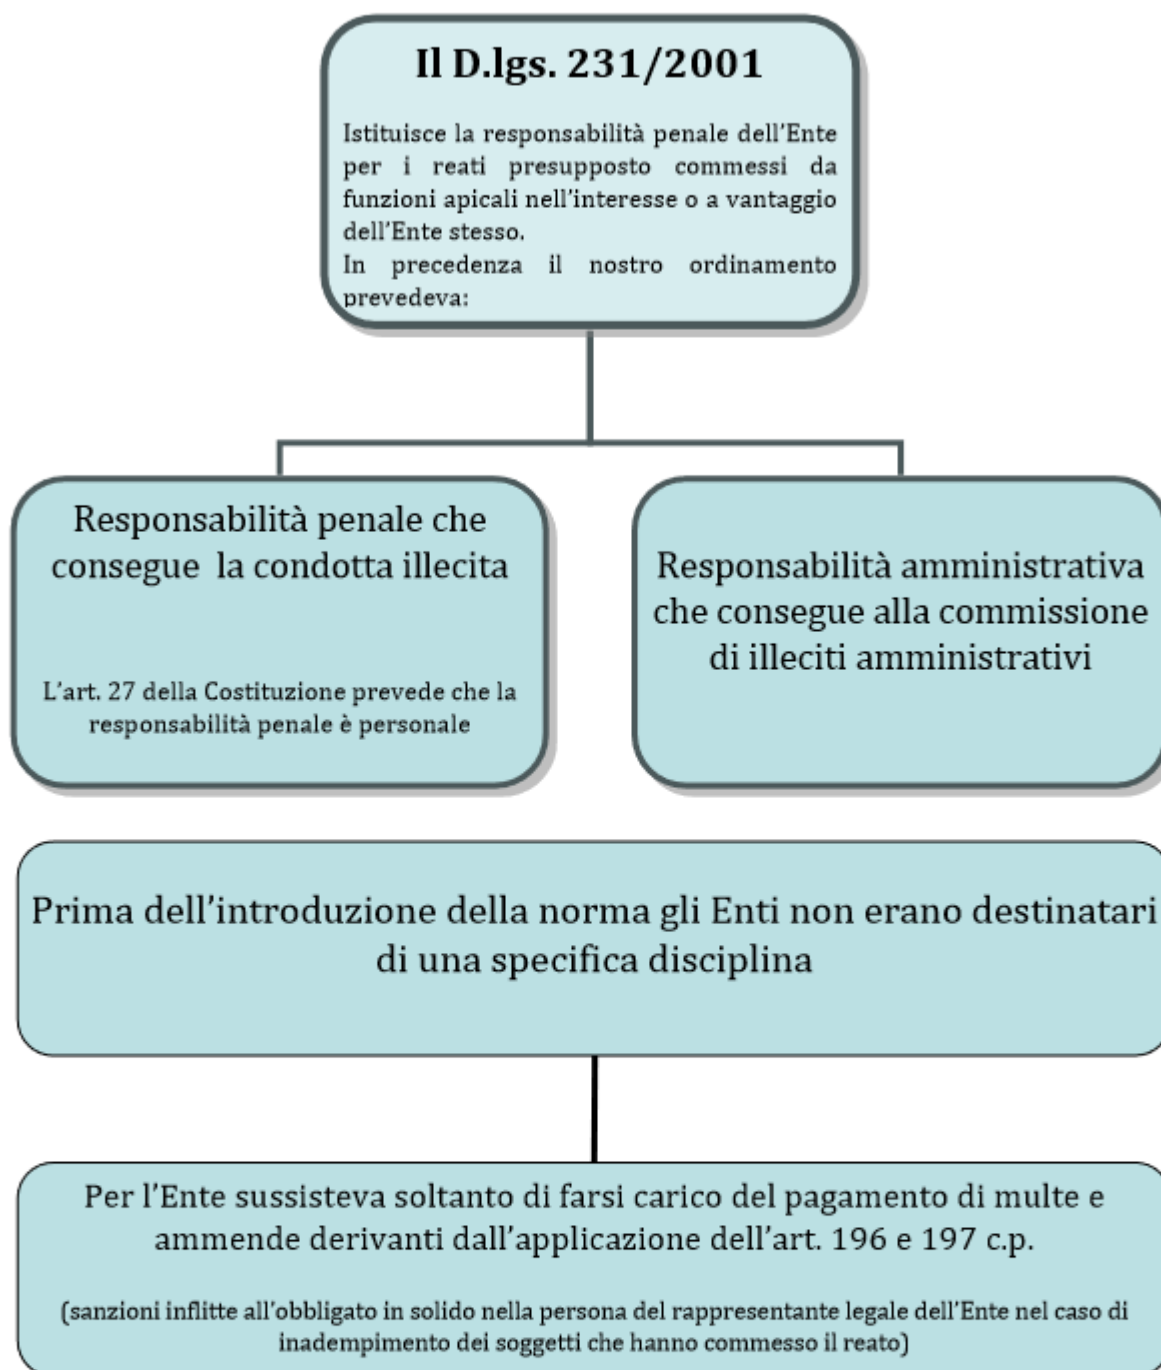 Il D.lgs. 231/2001
Istituisce la responsabilità penale dell'Ente
per i reati presupposto commessi da
funzioni apicali nell'interesse o a vantaggio
dell'Ente stesso.
In precedenza il nostro ordinamento
prevedeva:
Responsabilità penale che
consegue la condotta illecita
L'art. 27 della Costituzione prevede che la
responsabilità penale è personale
Responsabilità amministrativa
che consegue alla commissione
di illeciti amministrativi
Prima dell'introduzione della norma gli Enti non erano destinatari
di una specifica disciplina
Per l'Ente sussisteva soltanto di farsi carico del pagamento di multe e
ammende derivanti dall'applicazione dell'art. 196 e 197 c.p.
(sanzioni inflitte all'obbligato in solido nella persona del rappresentante legale dell'Ente nel caso di
inadempimento dei soggetti che hanno commesso il reato)